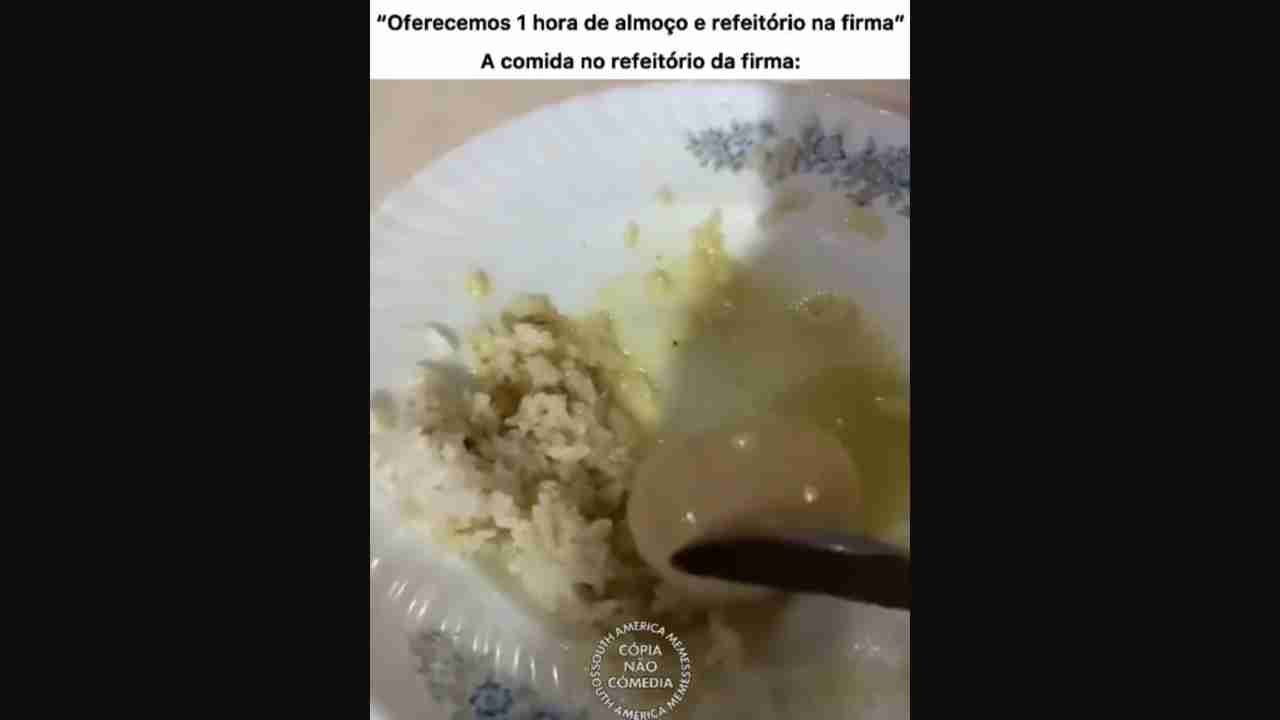 “Oferecemos 1 hora de almoço e refeitório na firma”
A comida no refeitório da firma:
SOUTH AMERICA MEMES
CÓPIA
NÃO
CÓMEDIA
SOUTH AMERICA MEMES